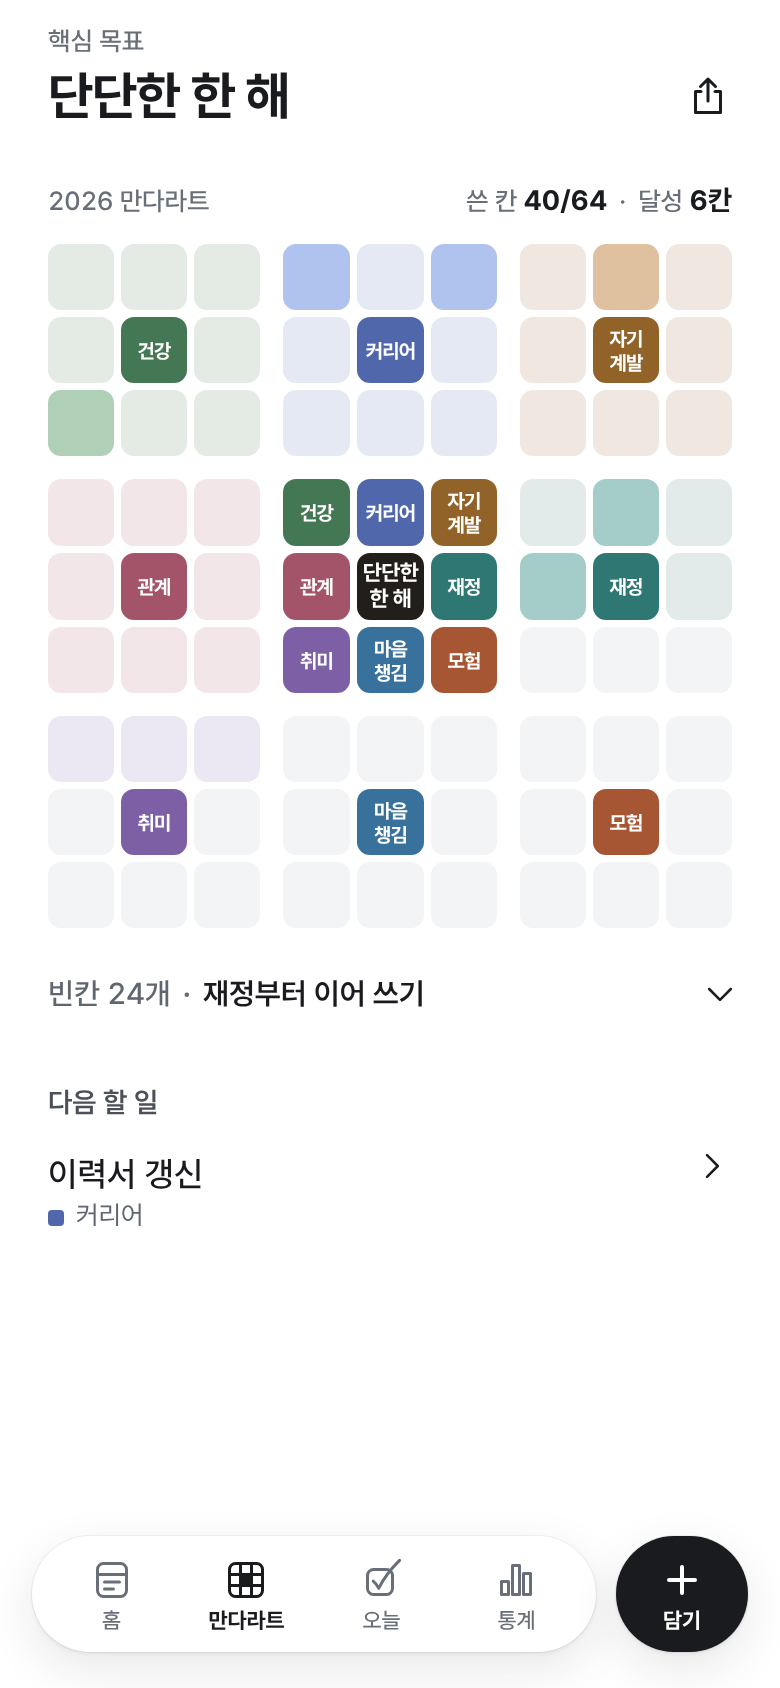 핵심 목표
단단한 한 해
2026 만다라트
쓴 칸 40/64 · 달성 6칸
건강
커리어
자기
계발
건강
커리어
자기
계발
관계
관계
단단한
한 해
재정
재정
취미
마음
챙김
모험
취미
마음
챙김
모험
빈칸 24개 · 재정부터 이어 쓰기
다음 할 일
이력서 갱신
커리어
홈
만다라트
오늘
통계
담기